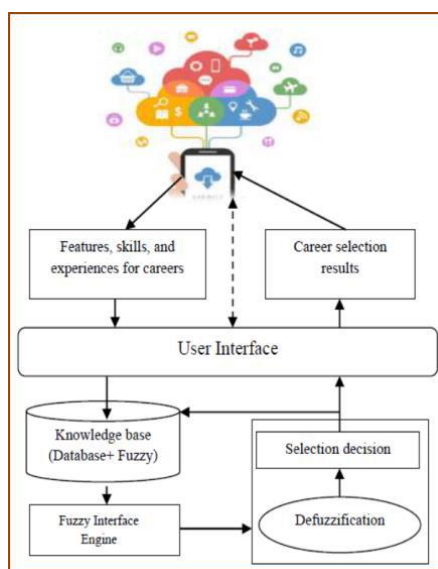 Features, skills, and
experiences for careers
Career selection
results
User Interface
Knowledge base
(Database+ Fuzzy)
Selection decision
Fuzzy Interface
Engine
Defuzzification